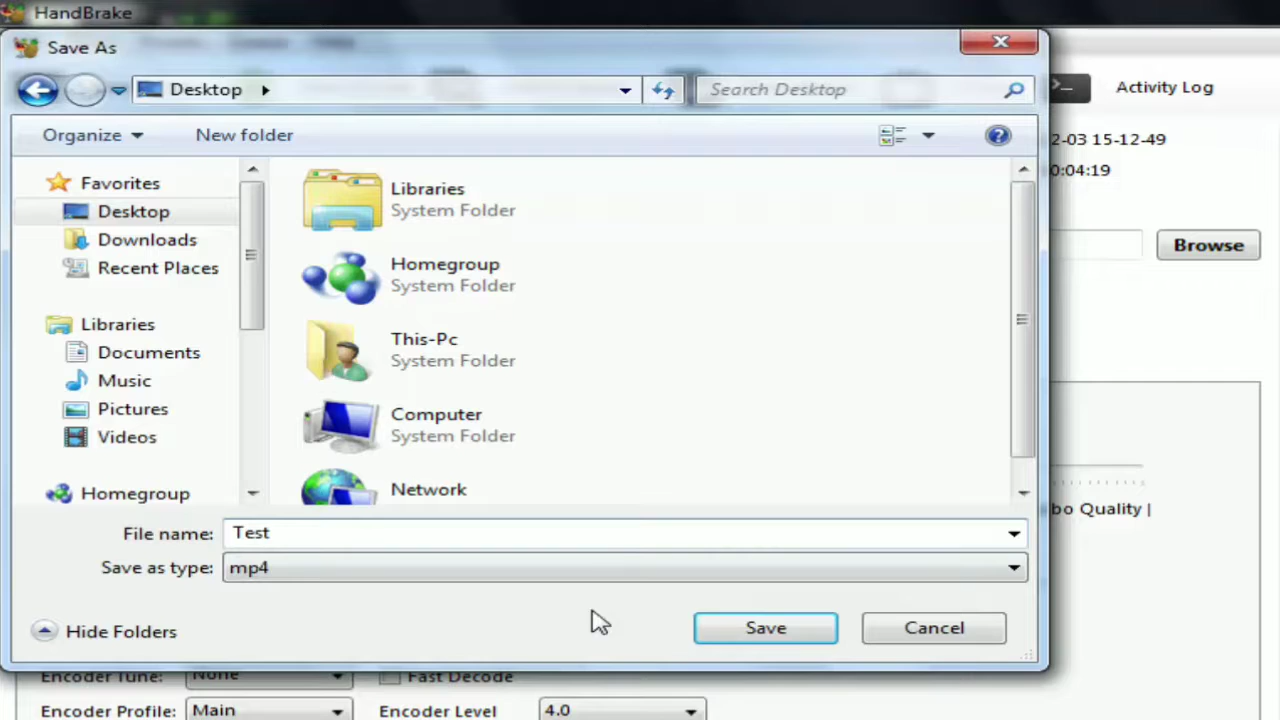 HandBrake
Save As
Desktop
Search Desktop
Activity Log
Organize
New folder
2-03 15-12-49
0:04:19
Favorites
Desktop
Downloads
Recent Places
Libraries
Documents
Music
Pictures
Videos
Homegroup
Libraries
System Folder
Homegroup
System Folder
This-Pc
System Folder
Computer
System Folder
Network
Browse
bo Quality |
File name: Test
Save as type: mp4
Hide Folders
Save
Cancel
Encoder Tune: None
Fast Decode
Encoder Profile: Main
Encoder Level 4.0